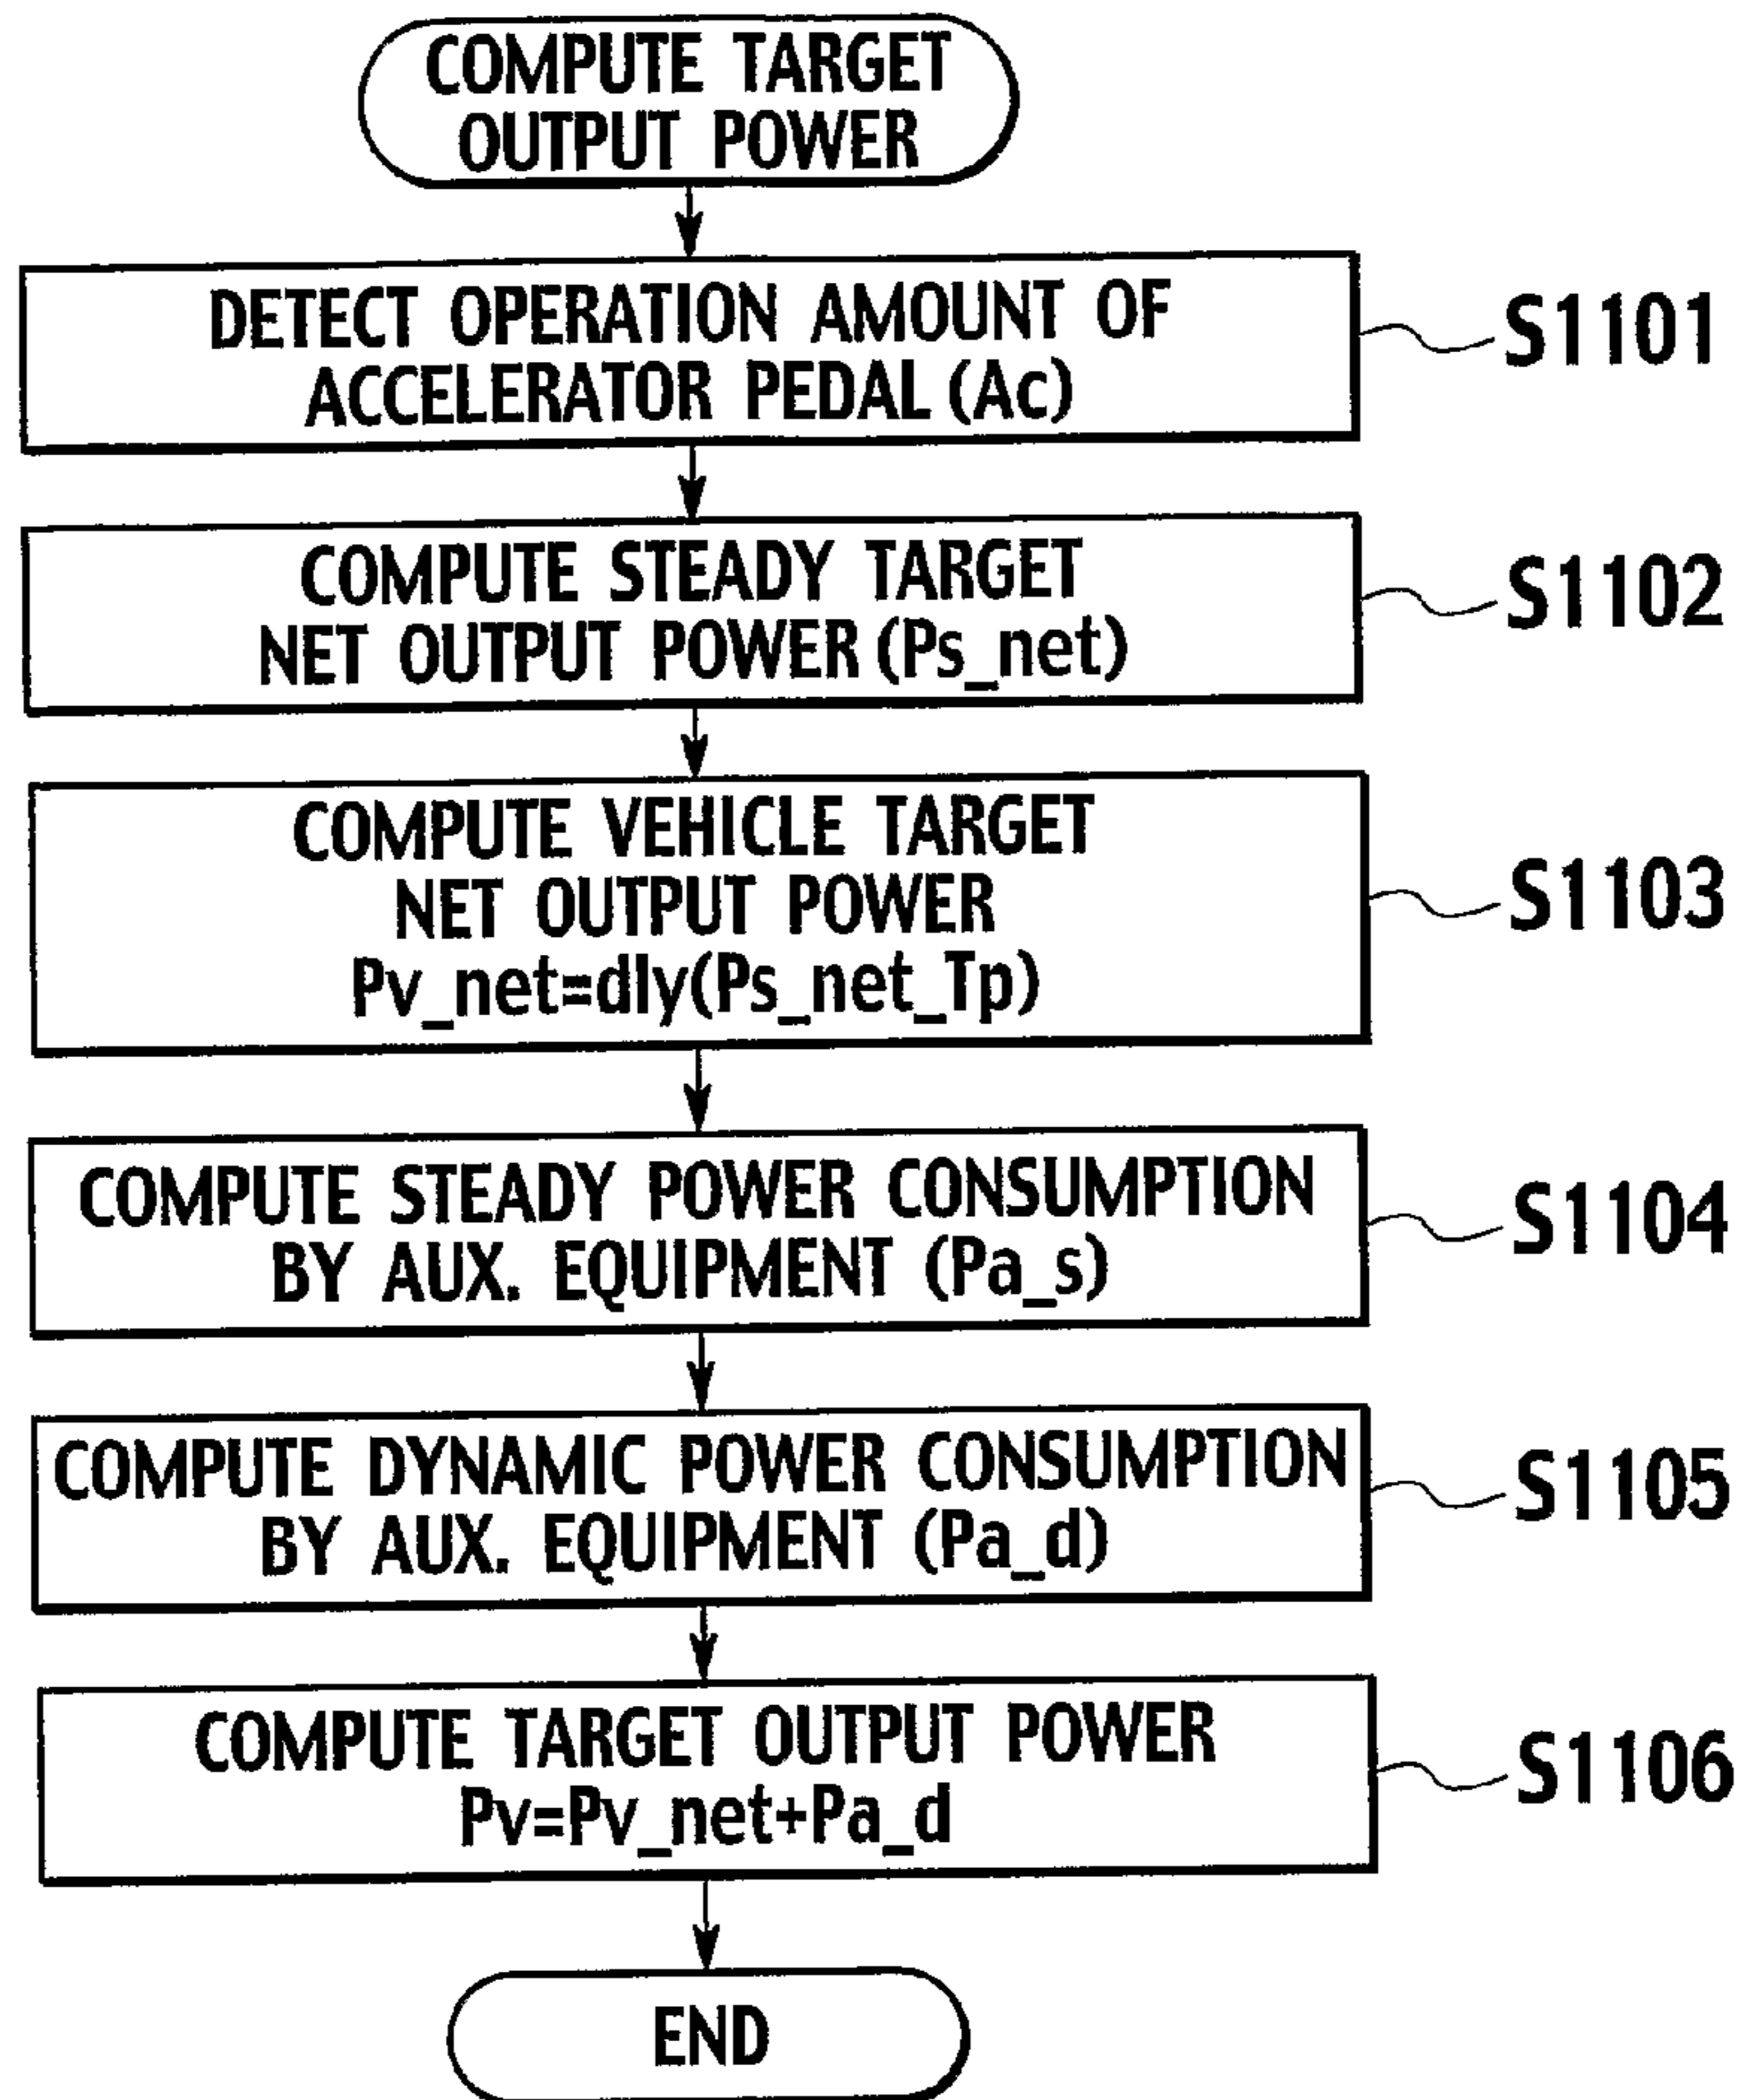 COMPUTE TARGET
OUTPUT POWER
DETECT OPERATION AMOUNT OF
ACCELERATOR PEDAL (Ac)
S1101
COMPUTE STEADY TARGET
NET OUTPUT POWER (Ps_net)
S1102
COMPUTE VEHICLE TARGET
NET OUTPUT POWER
Pv_net=dly(Ps_net_Tp)
S1103
COMPUTE STEADY POWER CONSUMPTION
BY AUX. EQUIPMENT (Pa_s)
S1104
COMPUTE DYNAMIC POWER CONSUMPTION
BY AUX. EQUIPMENT (Pa_d)
S1105
COMPUTE TARGET OUTPUT POWER
Pv=Pv_net+Pa_d
S1106
END